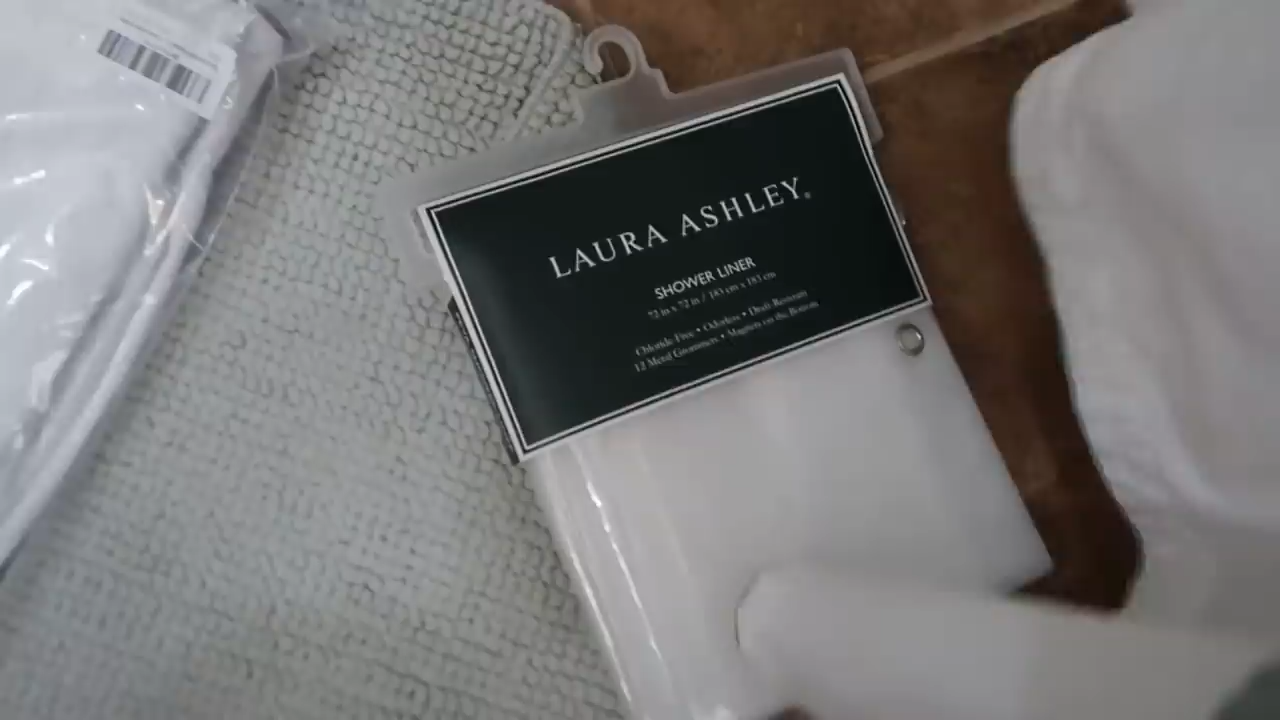 LAURA ASHLEY®
SHOWER LINER
72 in x 72 in / 183 cm x 183 cm
Chloride Free • Odorless • Draft Resistant
12 Metal Grommets • Magnets on the Bottom